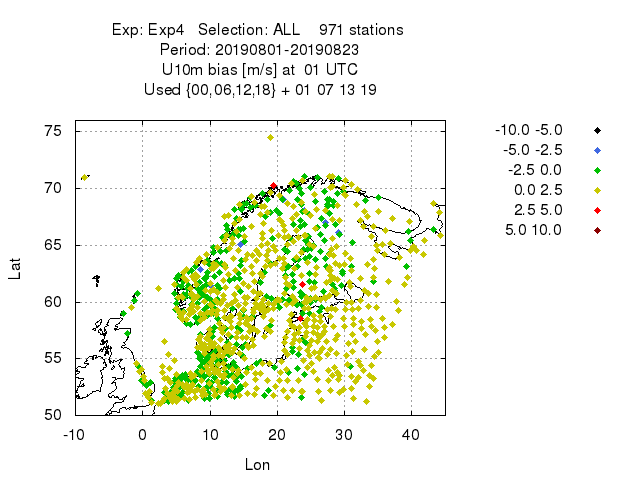 Exp: Exp4 Selection: ALL 971 stations
Period: 20190801-20190823
U10m bias [m/s] at 01 UTC
Used {00,06,12,18} + 01 07 13 19
-10.0 -5.0
-5.0 -2.5
-2.5 0.0
0.0 2.5
2.5 5.0
5.0 10.0
75
70
65
60
55
50
Lat
-10 0 10 20 30 40
Lon